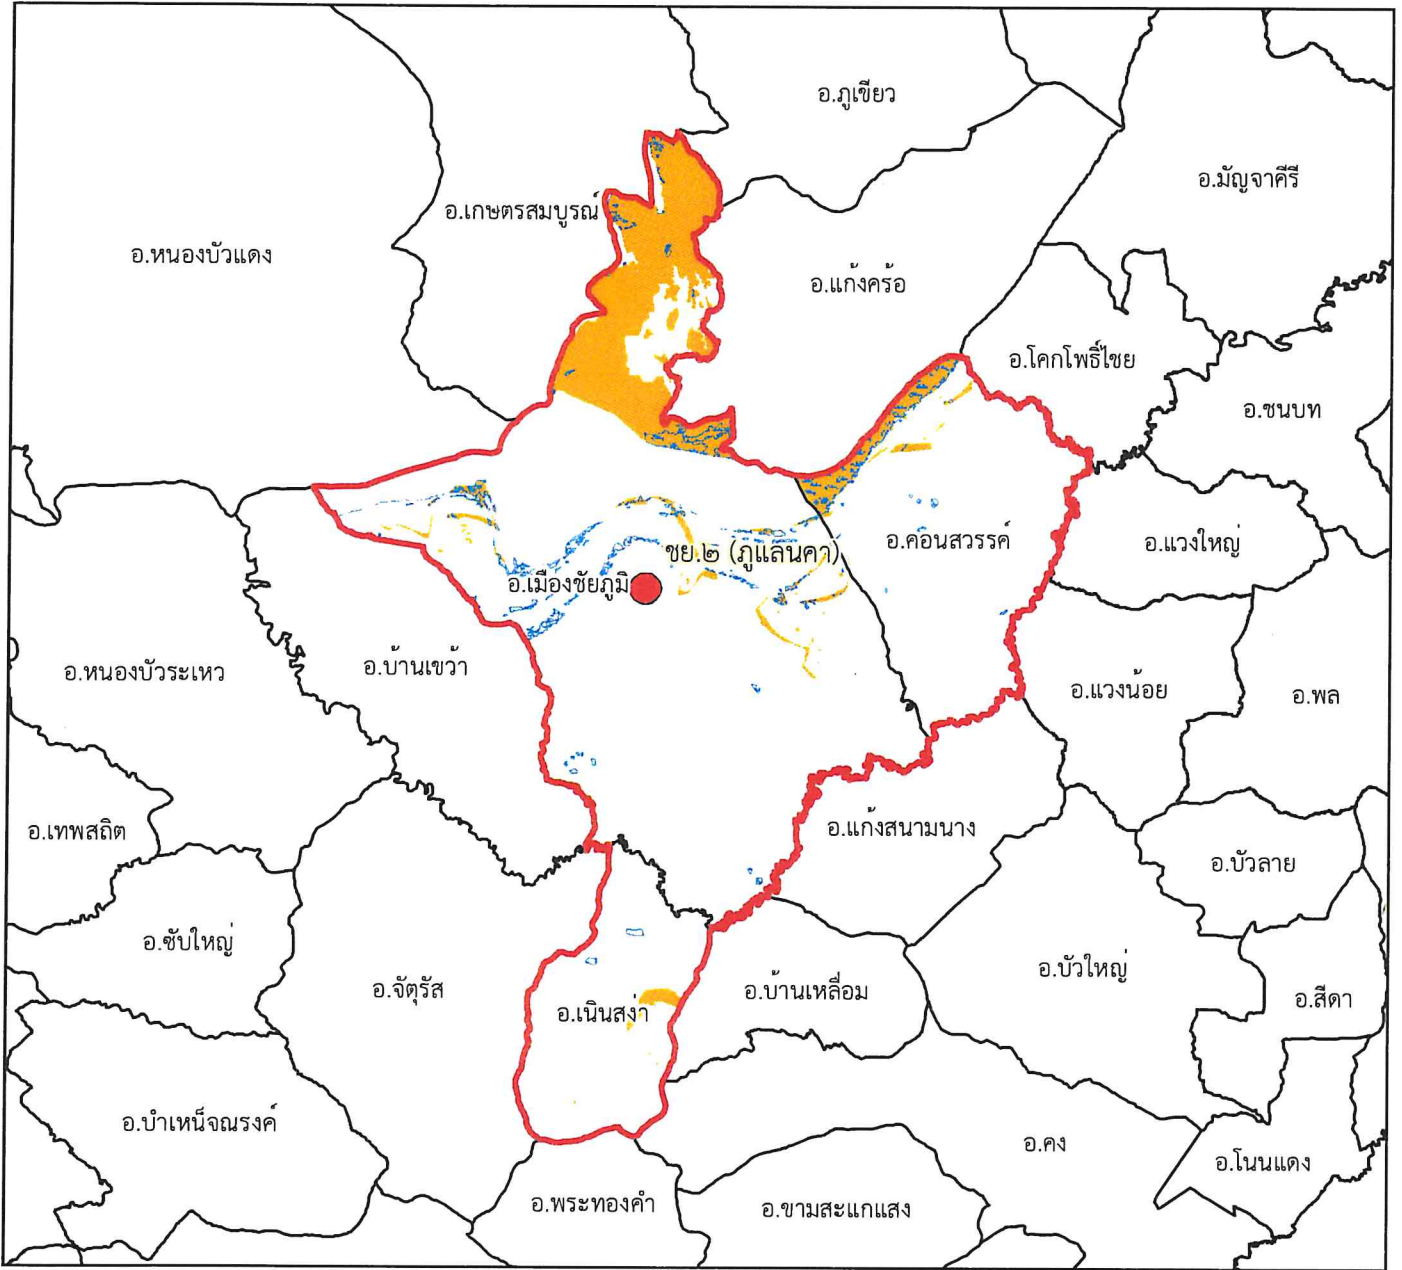 อ.ภูเขียว
อ.มัญจาคีรี
อ.เกษตรสมบูรณ์
อ.หนองบัวแดง
อ.แก้งคร้อ
อ.โคกโพธิ์ไชย
อ.ชนบท
อ.คอนสวรรค์
อ.แวงใหญ่
ชย.๒ (ภูแลนคา)
อ.เมืองชัยภูมิ
อ.หนองบัวระเหว
อ.บ้านเขว้า
อ.แวงน้อย
อ.พล
อ.เทพสถิต
อ.แก้งสนามนาง
อ.บัวลาย
อ.ซับใหญ่
อ.จัตุรัส
อ.บัวใหญ่
อ.บ้านเหลื่อม
อ.สีดา
อ.เนินสง่า
อ.บำเหน็จณรงค์
อ.คง
อ.โนนแดง
อ.พระทองคำ
อ.ขามสะแกแสง